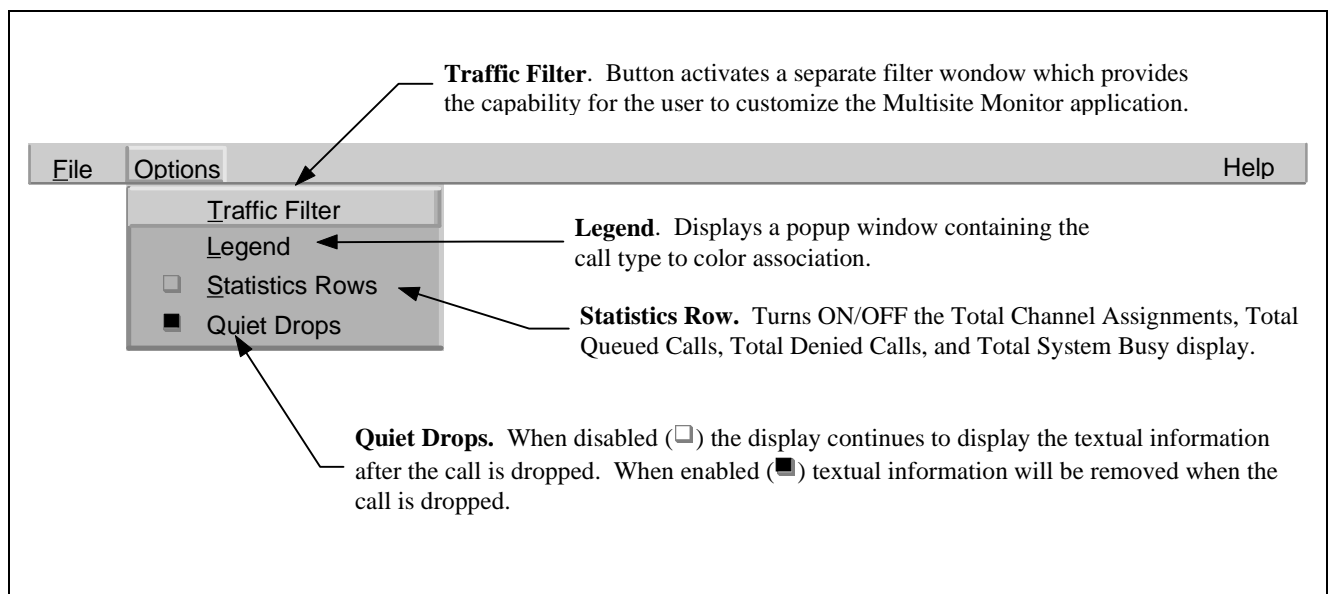 Traffic Filter. Button activates a separate filter wondow which provides
the capability for the user to customize the Multisite Monitor application.
File Options Help
Traffic Filter
Legend
Statistics Rows
Quiet Drops
Legend. Displays a popup window containing the
call type to color association.
Statistics Row. Turns ON/OFF the Total Channel Assignments, Total
Queued Calls, Total Denied Calls, and Total System Busy display.
Quiet Drops. When disabled (❏) the display continues to display the textual information
after the call is dropped. When enabled (■) textual information will be removed when the
call is dropped.